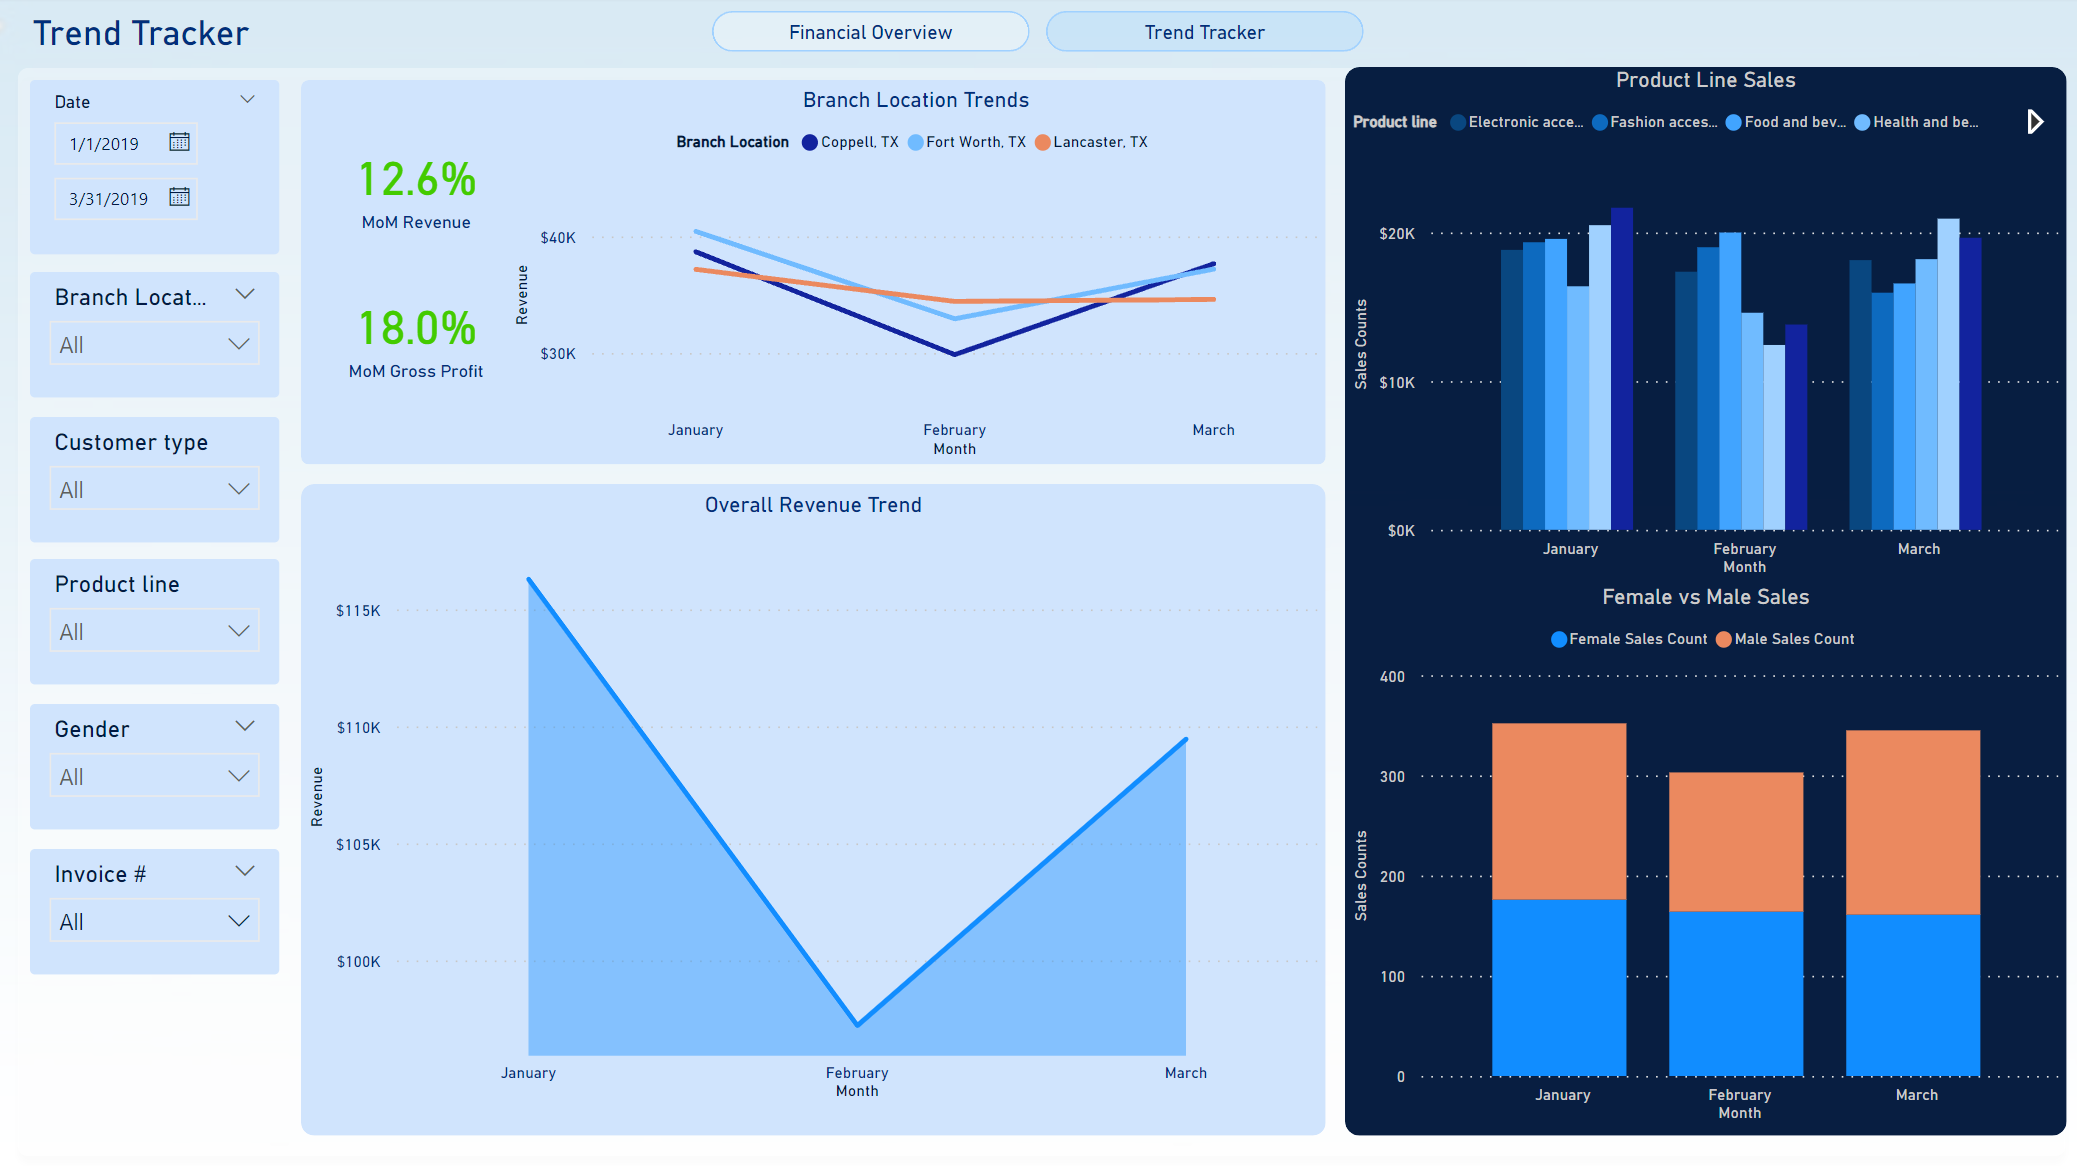 Trend Tracker
Financial Overview
Trend Tracker
Date
1/1/2019
3/31/2019
Branch Locat...
All
Customer type
All
Product line
All
Gender
All
Invoice #
All
Branch Location Trends
Branch Location Coppell, TX Fort Worth, TX Lancaster, TX
12.6%
MoM Revenue
18.0%
MoM Gross Profit
Revenue
$40K
$30K
January February March
Month
Overall Revenue Trend
Revenue
$115K
$110K
$105K
$100K
January February March
Month
Product Line Sales
Product line Electronic acce... Fashion acces... Food and bev... Health and be...
Sales Counts
$20K
$10K
$0K
January February March
Month
Female vs Male Sales
Female Sales Count Male Sales Count
Sales Counts
400
300
200
100
0
January February March
Month